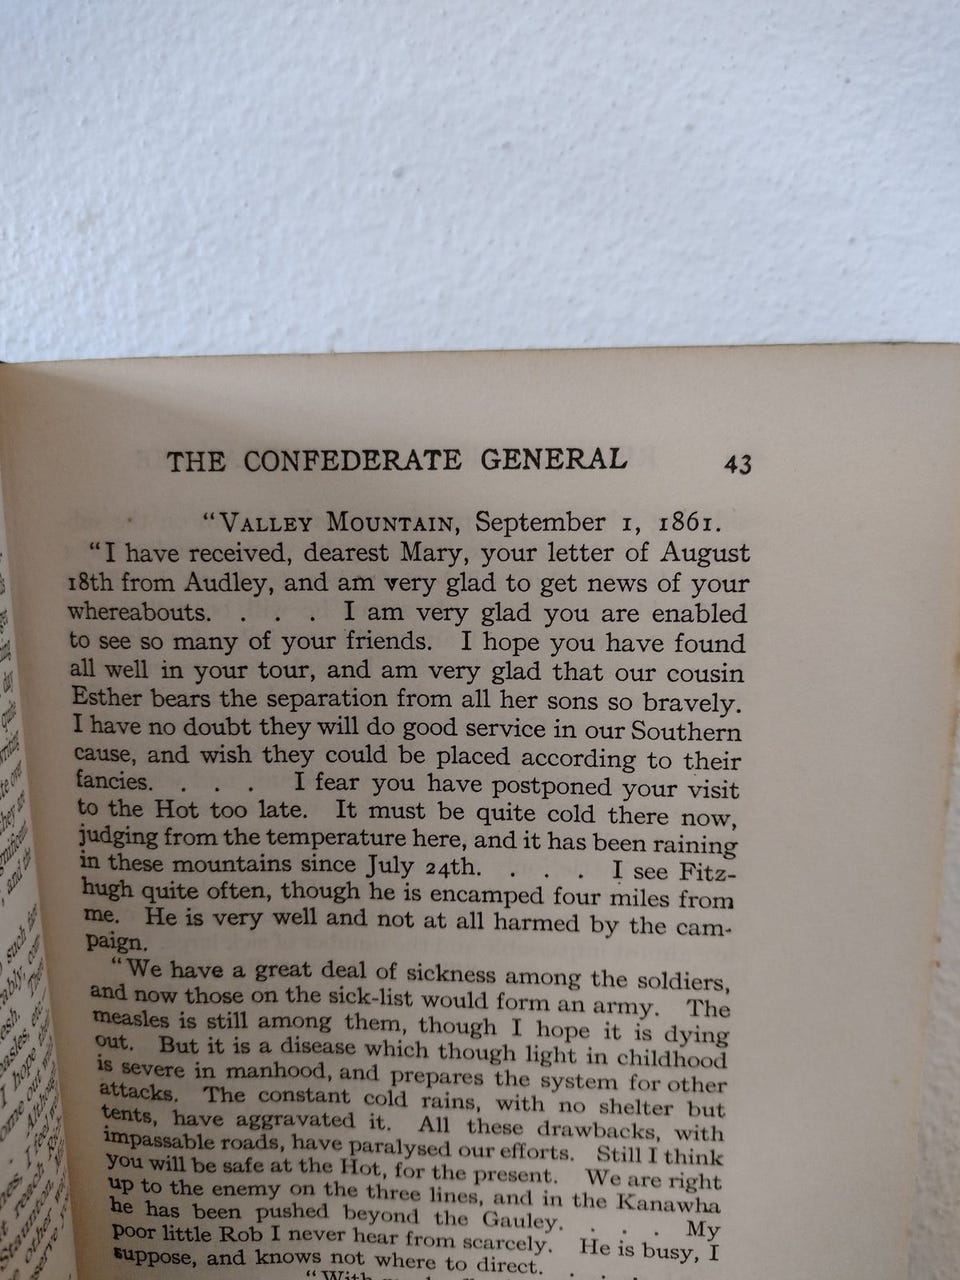 THE CONFEDERATE GENERAL 43
"VALLEY MOUNTAIN, September 1, 1861.
"I have received, dearest Mary, your letter of August
18th from Audley, and am very glad to get news of your
whereabouts. . . . I am very glad you are enabled
to see so many of your friends. I hope you have found
all well in your tour, and am very glad that our cousin
Esther bears the separation from all her sons so bravely.
I have no doubt they will do good service in our Southern
cause, and wish they could be placed according to their
fancies. . . . I fear you have postponed your visit
to the Hot too late. It must be quite cold there now,
judging from the temperature here, and it has been raining
in these mountains since July 24th. . . . I see Fitz-
hugh quite often, though he is encamped four miles from
me. He is very well and not at all harmed by the cam-
paign.
"We have a great deal of sickness among the soldiers,
and now those on the sick-list would form an army. The
measles is still among them, though I hope it is dying
out. But it is a disease which though light in childhood
is severe in manhood, and prepares the system for other
attacks. The constant cold rains, with no shelter but
tents, have aggravated it. All these drawbacks, with
impassable roads, have paralysed our efforts. Still I think
you will be safe at the Hot, for the present. We are right
up to the enemy on the three lines, and in the Kanawha
he has been pushed beyond the Gauley. . . . My
poor little Rob I never hear from scarcely. He is busy, I
suppose, and knows not where to direct.
"With